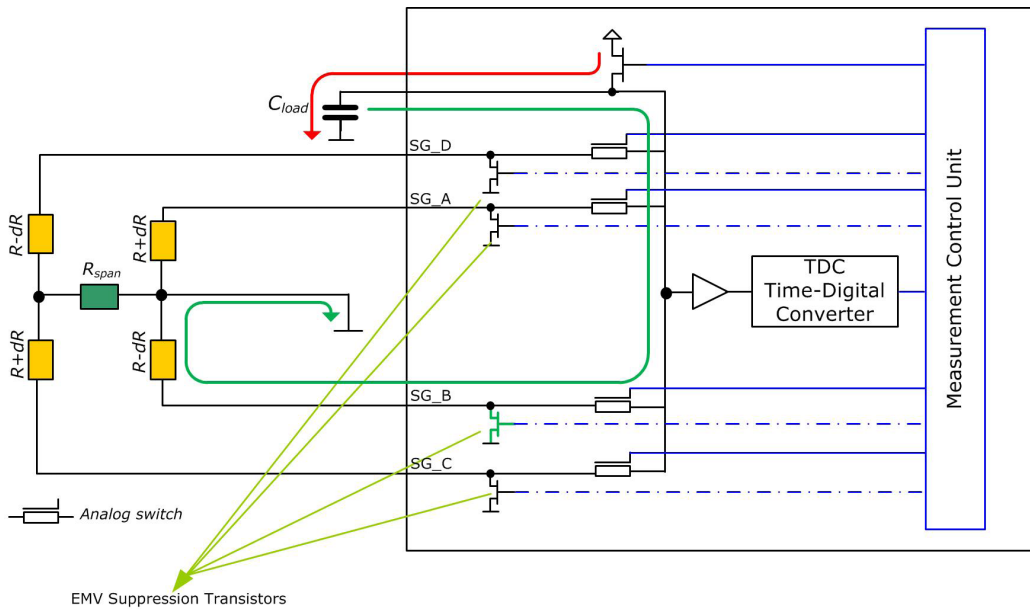 C_load
SG_D
SG_A
R-dR
R+dR
R_span
R+dR
R-dR
TDC
Time-Digital
Converter
Measurement Control Unit
SG_B
SG_C
Analog switch
EMV Suppression Transistors